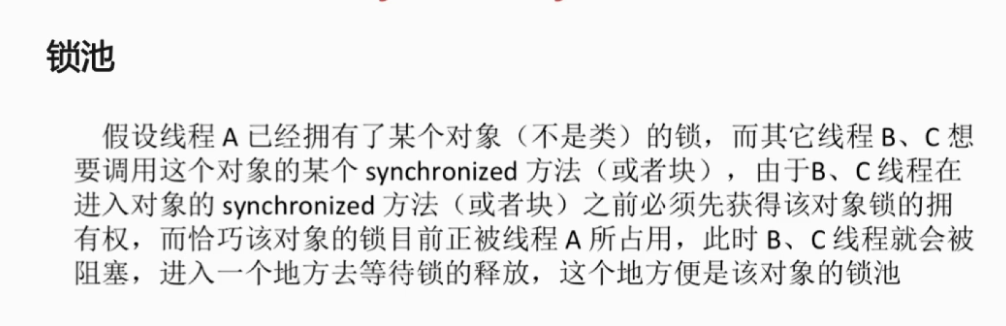 锁池
假设线程 A 已经拥有了某个对象（不是类）的锁，而其它线程 B、C 想
要调用这个对象的某个 synchronized 方法（或者块），由于B、C 线程在
进入对象的 synchronized 方法（或者块）之前必须先获得该对象锁的拥
有权，而恰巧该对象的锁目前正被线程 A 所占用，此时 B、C 线程就会被
阻塞，进入一个地方去等待锁的释放，这个地方便是该对象的锁池